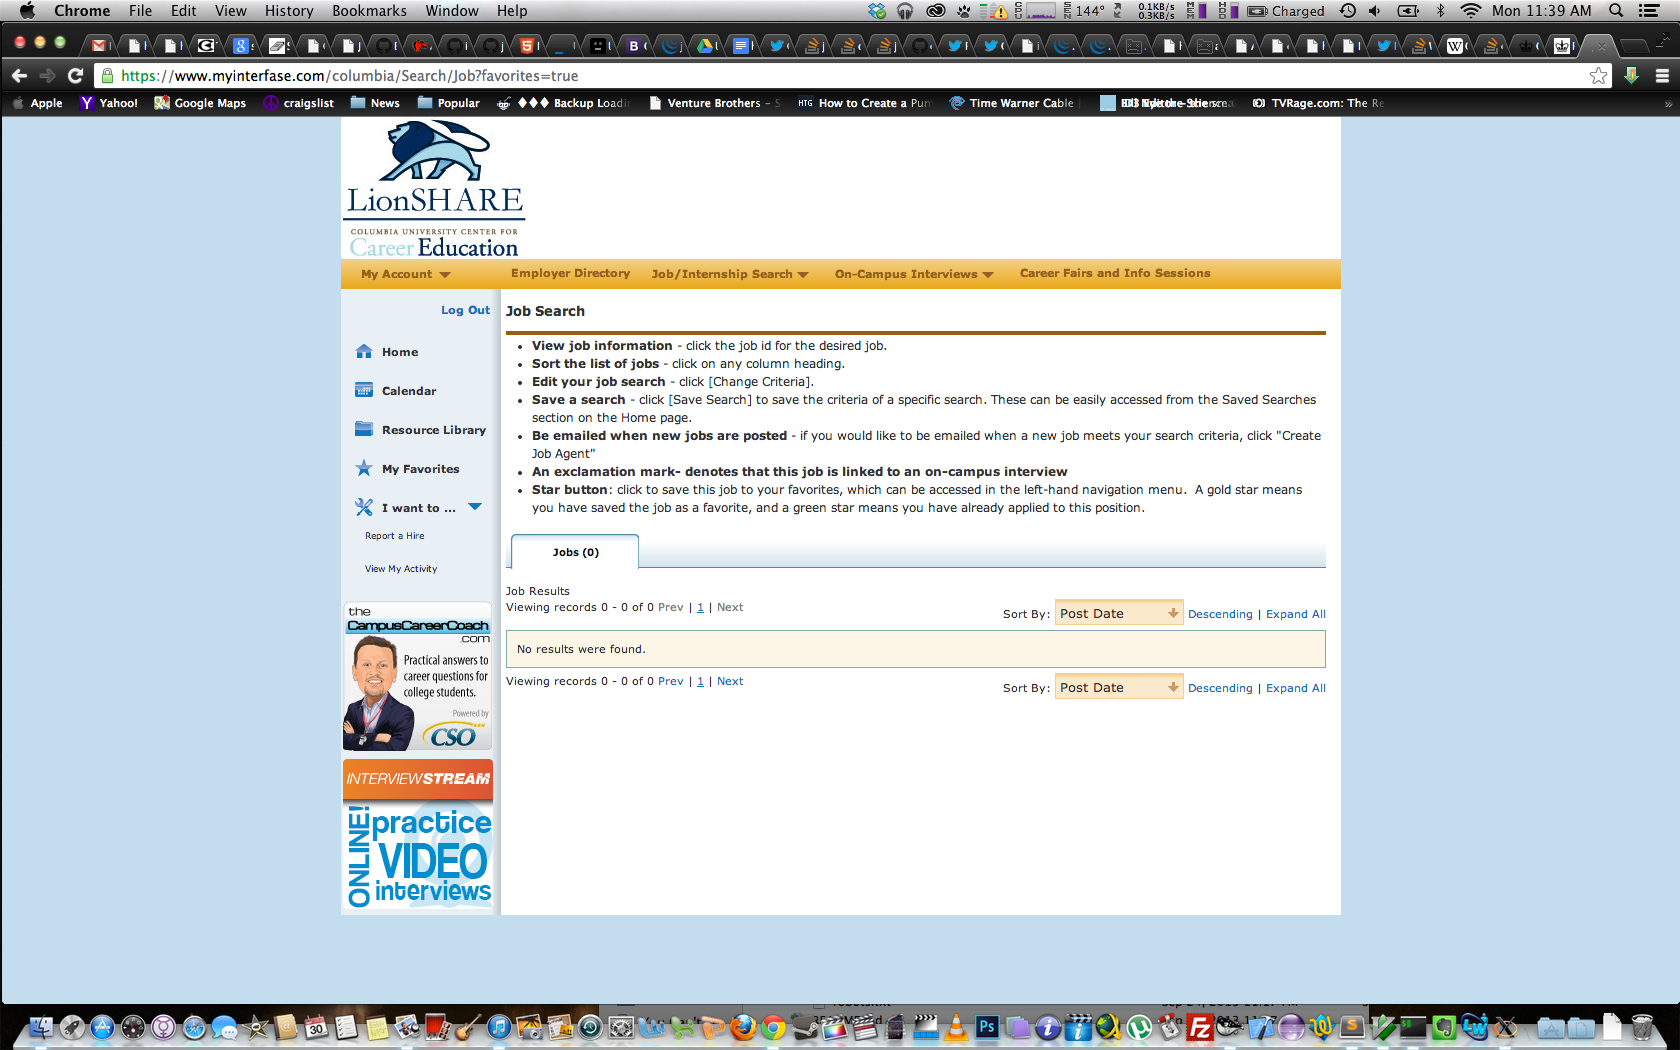 Chrome File Edit View History Bookmarks Window Help
144° 0.1KB/s 0.3KB/s Charged Mon 11:39 AM
https://www.myinterfase.com/columbia/Search/Job?favorites=true
Apple Yahoo! Google Maps craigslist News Popular ♦♦♦ Backup Loadin Venture Brothers – S HTG How to Create a Pum Time Warner Cable TVRage.com: The Re »
LionSHARE
COLUMBIA UNIVERSITY CENTER FOR
Career Education
My Account Employer Directory Job/Internship Search On-Campus Interviews Career Fairs and Info Sessions
Log Out
Home
Calendar
Resource Library
My Favorites
I want to ...
Report a Hire
View My Activity
the
CampusCareerCoach
.com
Practical answers to
career questions for
college students.
Powered by
CSO
INTERVIEWSTREAM
ONLINE!
practice
VIDEO
interviews
Job Search
• View job information - click the job id for the desired job.
• Sort the list of jobs - click on any column heading.
• Edit your job search - click [Change Criteria].
• Save a search - click [Save Search] to save the criteria of a specific search. These can be easily accessed from the Saved Searches
section on the Home page.
• Be emailed when new jobs are posted - if you would like to be emailed when a new job meets your search criteria, click "Create
Job Agent"
• An exclamation mark- denotes that this job is linked to an on-campus interview
• Star button: click to save this job to your favorites, which can be accessed in the left-hand navigation menu.  A gold star means
you have saved the job as a favorite, and a green star means you have already applied to this position.
Jobs (0)
Job Results
Viewing records 0 - 0 of 0 Prev | 1 | Next
Sort By: Post Date Descending | Expand All
No results were found.
Viewing records 0 - 0 of 0 Prev | 1 | Next
Sort By: Post Date Descending | Expand All